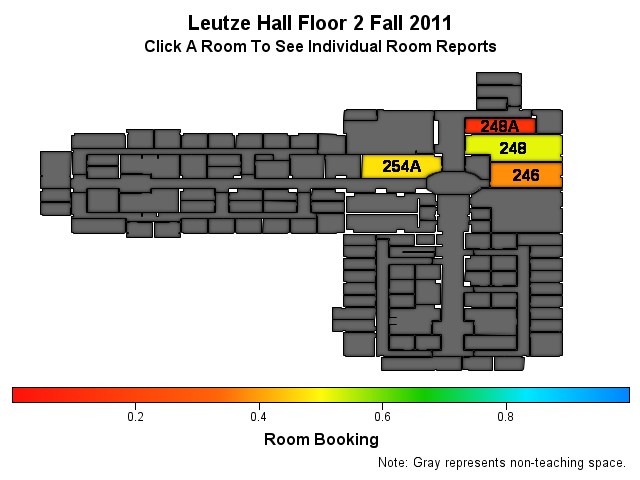 Leutze Hall Floor 2 Fall 2011
Click A Room To See Individual Room Reports
248A
248
254A
246
0.2 0.4 0.6 0.8
Room Booking
Note: Gray represents non-teaching space.